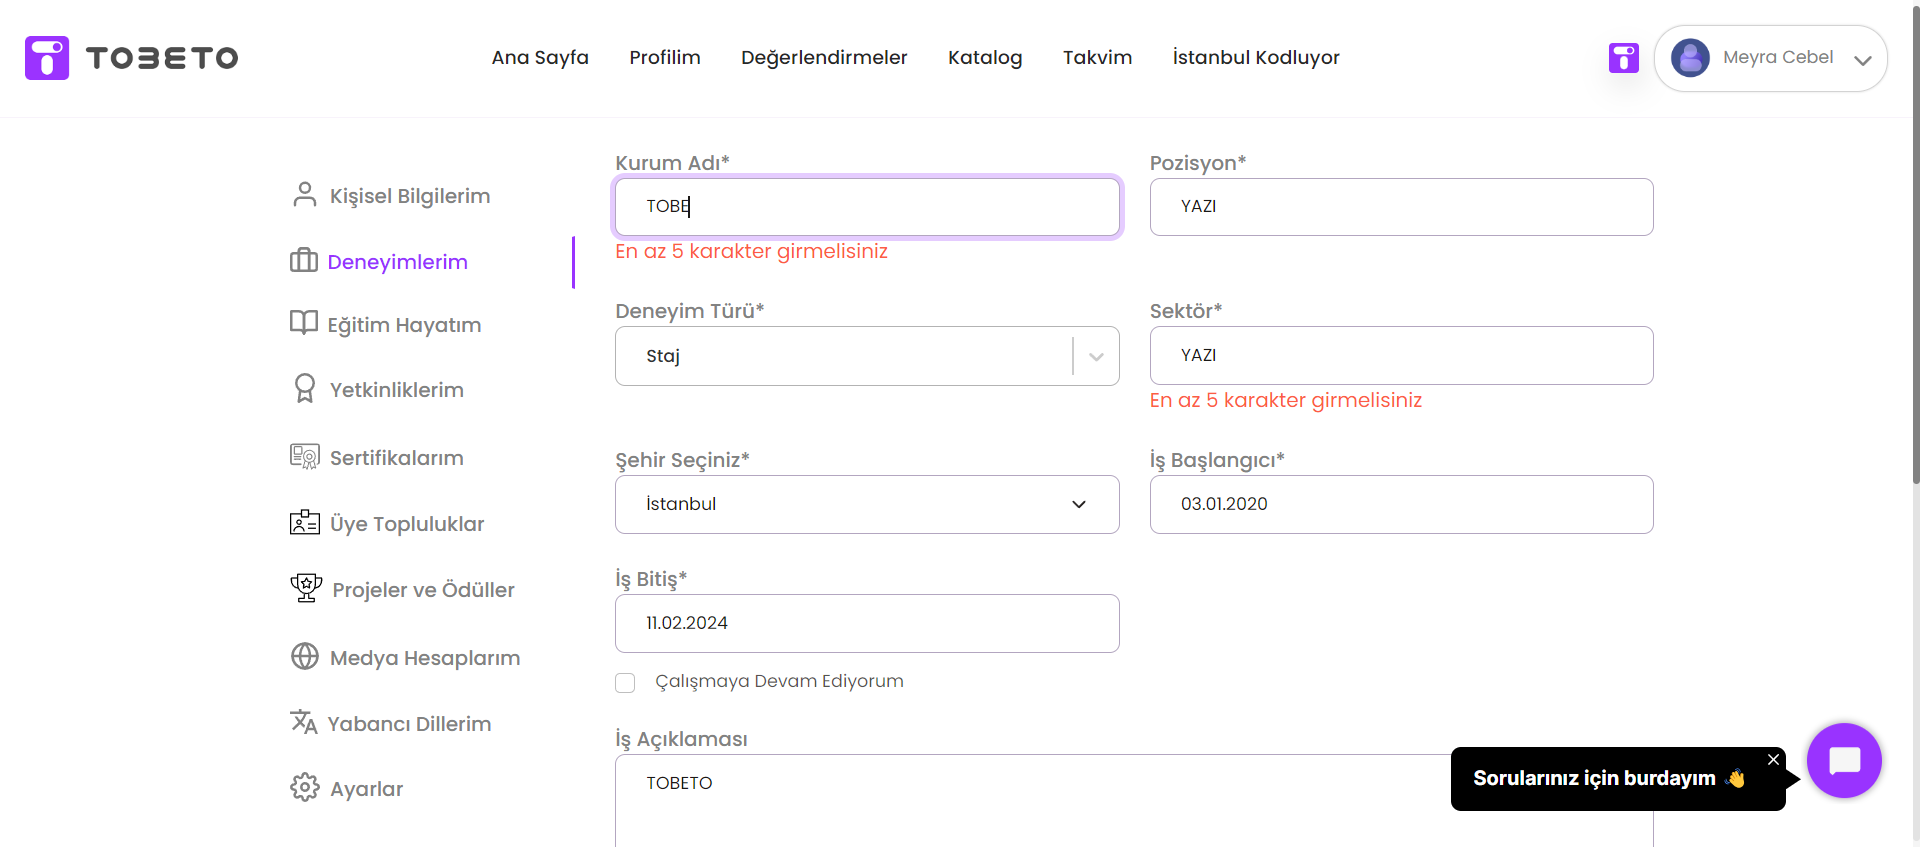 TOBETO
Ana Sayfa
Profilim
Değerlendirmeler
Katalog
Takvim
İstanbul Kodluyor
Meyra Cebel
Kişisel Bilgilerim
Deneyimlerim
Eğitim Hayatım
Yetkinliklerim
Sertifikalarım
Üye Topluluklar
Projeler ve Ödüller
Medya Hesaplarım
Yabancı Dillerim
Ayarlar
Kurum Adı*
TOBE
En az 5 karakter girmelisiniz
Pozisyon*
YAZI
Deneyim Türü*
Staj
Sektör*
YAZI
En az 5 karakter girmelisiniz
Şehir Seçiniz*
İstanbul
İş Başlangıcı*
03.01.2020
İş Bitiş*
11.02.2024
Çalışmaya Devam Ediyorum
İş Açıklaması
TOBETO
Sorularınız için burdayım 👋